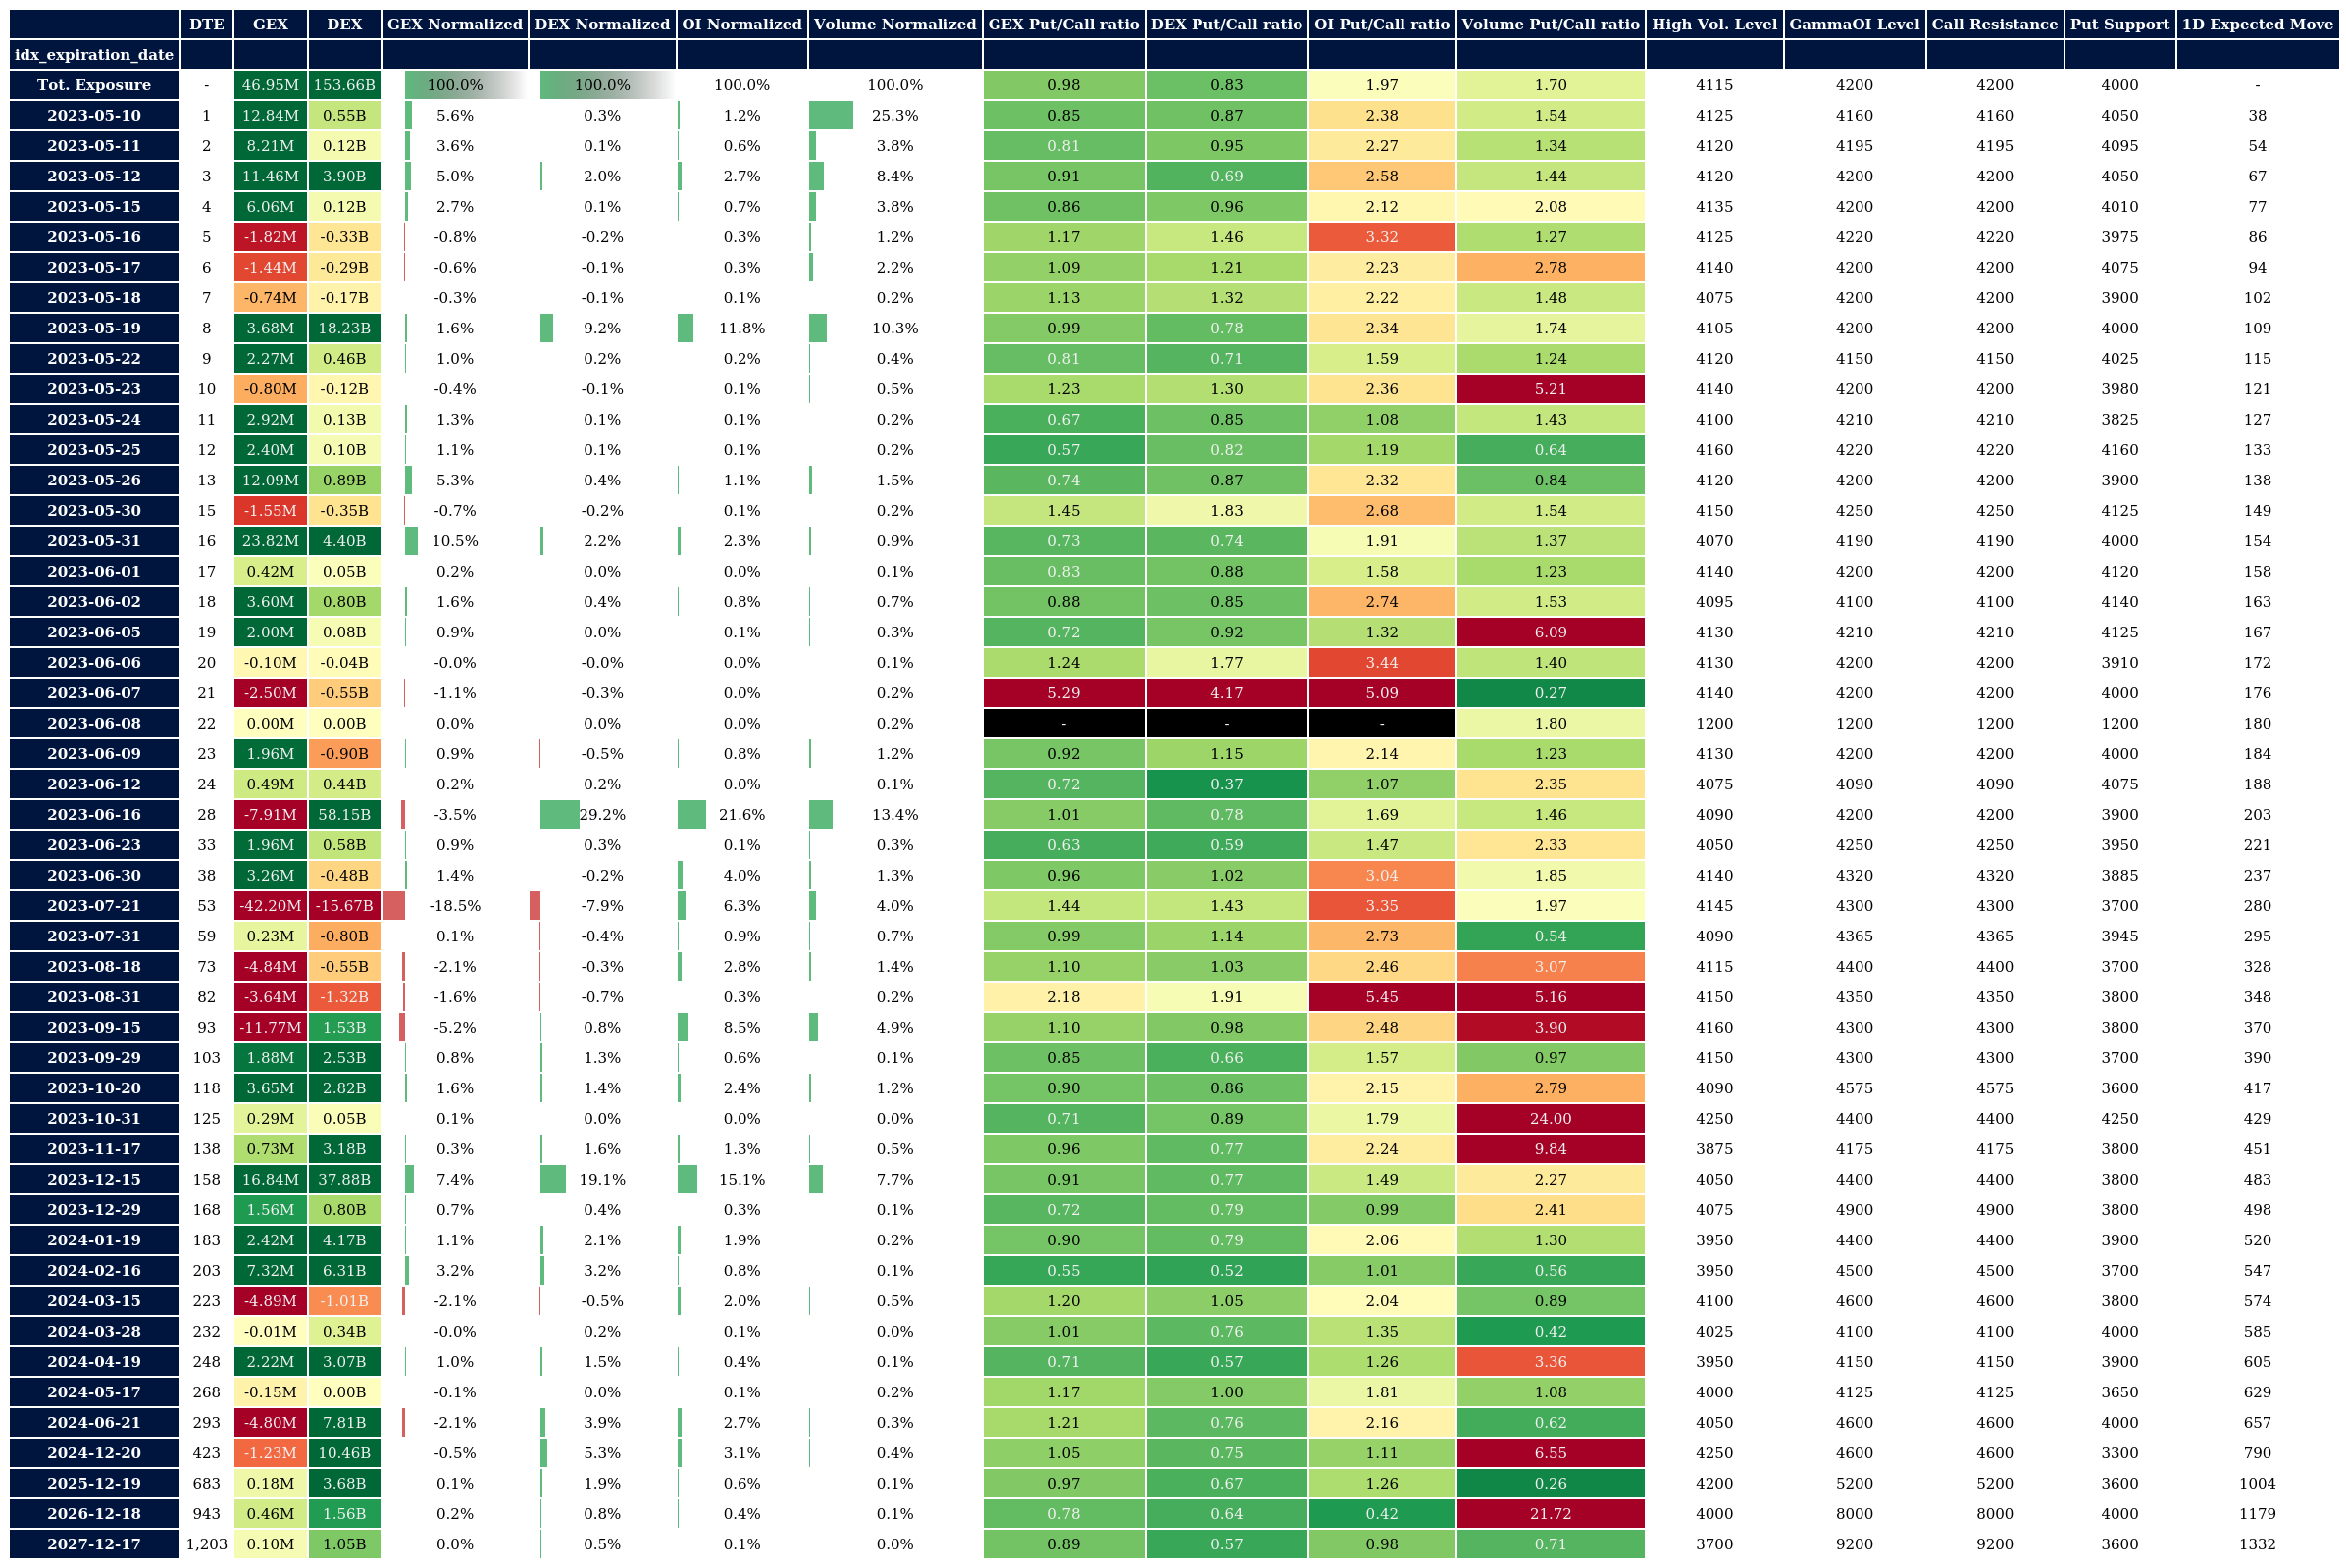 DTE GEX DEX GEX Normalized DEX Normalized OI Normalized Volume Normalized GEX Put/Call ratio DEX Put/Call ratio OI Put/Call ratio Volume Put/Call ratio High Vol. Level GammaOI Level Call Resistance Put Support 1D Expected Move
idx_expiration_date
Tot. Exposure - 46.95M 153.66B 100.0% 100.0% 100.0% 100.0% 0.98 0.83 1.97 1.70 4115 4200 4200 4000 -
2023-05-10 1 12.84M 0.55B 5.6% 0.3% 1.2% 25.3% 0.85 0.87 2.38 1.54 4125 4160 4160 4050 38
2023-05-11 2 8.21M 0.12B 3.6% 0.1% 0.6% 3.8% 0.81 0.95 2.27 1.34 4120 4195 4195 4095 54
2023-05-12 3 11.46M 3.90B 5.0% 2.0% 2.7% 8.4% 0.91 0.69 2.58 1.44 4120 4200 4200 4050 67
2023-05-15 4 6.06M 0.12B 2.7% 0.1% 0.7% 3.8% 0.86 0.96 2.12 2.08 4135 4200 4200 4010 77
2023-05-16 5 -1.82M -0.33B -0.8% -0.2% 0.3% 1.2% 1.17 1.46 3.32 1.27 4125 4220 4220 3975 86
2023-05-17 6 -1.44M -0.29B -0.6% -0.1% 0.3% 2.2% 1.09 1.21 2.23 2.78 4140 4200 4200 4075 94
2023-05-18 7 -0.74M -0.17B -0.3% -0.1% 0.1% 0.2% 1.13 1.32 2.22 1.48 4075 4200 4200 3900 102
2023-05-19 8 3.68M 18.23B 1.6% 9.2% 11.8% 10.3% 0.99 0.78 2.34 1.74 4105 4200 4200 4000 109
2023-05-22 9 2.27M 0.46B 1.0% 0.2% 0.2% 0.4% 0.81 0.71 1.59 1.24 4120 4150 4150 4025 115
2023-05-23 10 -0.80M -0.12B -0.4% -0.1% 0.1% 0.5% 1.23 1.30 2.36 5.21 4140 4200 4200 3980 121
2023-05-24 11 2.92M 0.13B 1.3% 0.1% 0.1% 0.2% 0.67 0.85 1.08 1.43 4100 4210 4210 3825 127
2023-05-25 12 2.40M 0.10B 1.1% 0.1% 0.1% 0.2% 0.57 0.82 1.19 0.64 4160 4220 4220 4160 133
2023-05-26 13 12.09M 0.89B 5.3% 0.4% 1.1% 1.5% 0.74 0.87 2.32 0.84 4120 4200 4200 3900 138
2023-05-30 15 -1.55M -0.35B -0.7% -0.2% 0.1% 0.2% 1.45 1.83 2.68 1.54 4150 4250 4250 4125 149
2023-05-31 16 23.82M 4.40B 10.5% 2.2% 2.3% 0.9% 0.73 0.74 1.91 1.37 4070 4190 4190 4000 154
2023-06-01 17 0.42M 0.05B 0.2% 0.0% 0.0% 0.1% 0.83 0.88 1.58 1.23 4140 4200 4200 4120 158
2023-06-02 18 3.60M 0.80B 1.6% 0.4% 0.8% 0.7% 0.88 0.85 2.74 1.53 4095 4100 4100 4140 163
2023-06-05 19 2.00M 0.08B 0.9% 0.0% 0.1% 0.3% 0.72 0.92 1.32 6.09 4130 4210 4210 4125 167
2023-06-06 20 -0.10M -0.04B -0.0% -0.0% 0.0% 0.1% 1.24 1.77 3.44 1.40 4130 4200 4200 3910 172
2023-06-07 21 -2.50M -0.55B -1.1% -0.3% 0.0% 0.2% 5.29 4.17 5.09 0.27 4140 4200 4200 4000 176
2023-06-08 22 0.00M 0.00B 0.0% 0.0% 0.0% 0.2% - - - 1.80 1200 1200 1200 1200 180
2023-06-09 23 1.96M -0.90B 0.9% -0.5% 0.8% 1.2% 0.92 1.15 2.14 1.23 4130 4200 4200 4000 184
2023-06-12 24 0.49M 0.44B 0.2% 0.2% 0.0% 0.1% 0.72 0.37 1.07 2.35 4075 4090 4090 4075 188
2023-06-16 28 -7.91M 58.15B -3.5% 29.2% 21.6% 13.4% 1.01 0.78 1.69 1.46 4090 4200 4200 3900 203
2023-06-23 33 1.96M 0.58B 0.9% 0.3% 0.1% 0.3% 0.63 0.59 1.47 2.33 4050 4250 4250 3950 221
2023-06-30 38 3.26M -0.48B 1.4% -0.2% 4.0% 1.3% 0.96 1.02 3.04 1.85 4140 4320 4320 3885 237
2023-07-21 53 -42.20M -15.67B -18.5% -7.9% 6.3% 4.0% 1.44 1.43 3.35 1.97 4145 4300 4300 3700 280
2023-07-31 59 0.23M -0.80B 0.1% -0.4% 0.9% 0.7% 0.99 1.14 2.73 0.54 4090 4365 4365 3945 295
2023-08-18 73 -4.84M -0.55B -2.1% -0.3% 2.8% 1.4% 1.10 1.03 2.46 3.07 4115 4400 4400 3700 328
2023-08-31 82 -3.64M -1.32B -1.6% -0.7% 0.3% 0.2% 2.18 1.91 5.45 5.16 4150 4350 4350 3800 348
2023-09-15 93 -11.77M 1.53B -5.2% 0.8% 8.5% 4.9% 1.10 0.98 2.48 3.90 4160 4300 4300 3800 370
2023-09-29 103 1.88M 2.53B 0.8% 1.3% 0.6% 0.1% 0.85 0.66 1.57 0.97 4150 4300 4300 3700 390
2023-10-20 118 3.65M 2.82B 1.6% 1.4% 2.4% 1.2% 0.90 0.86 2.15 2.79 4090 4575 4575 3600 417
2023-10-31 125 0.29M 0.05B 0.1% 0.0% 0.0% 0.0% 0.71 0.89 1.79 24.00 4250 4400 4400 4250 429
2023-11-17 138 0.73M 3.18B 0.3% 1.6% 1.3% 0.5% 0.96 0.77 2.24 9.84 3875 4175 4175 3800 451
2023-12-15 158 16.84M 37.88B 7.4% 19.1% 15.1% 7.7% 0.91 0.77 1.49 2.27 4050 4400 4400 3800 483
2023-12-29 168 1.56M 0.80B 0.7% 0.4% 0.3% 0.1% 0.72 0.79 0.99 2.41 4075 4900 4900 3800 498
2024-01-19 183 2.42M 4.17B 1.1% 2.1% 1.9% 0.2% 0.90 0.79 2.06 1.30 3950 4400 4400 3900 520
2024-02-16 203 7.32M 6.31B 3.2% 3.2% 0.8% 0.1% 0.55 0.52 1.01 0.56 3950 4500 4500 3700 547
2024-03-15 223 -4.89M -1.01B -2.1% -0.5% 2.0% 0.5% 1.20 1.05 2.04 0.89 4100 4600 4600 3800 574
2024-03-28 232 -0.01M 0.34B -0.0% 0.2% 0.1% 0.0% 1.01 0.76 1.35 0.42 4025 4100 4100 4000 585
2024-04-19 248 2.22M 3.07B 1.0% 1.5% 0.4% 0.1% 0.71 0.57 1.26 3.36 3950 4150 4150 3900 605
2024-05-17 268 -0.15M 0.00B -0.1% 0.0% 0.1% 0.2% 1.17 1.00 1.81 1.08 4000 4125 4125 3650 629
2024-06-21 293 -4.80M 7.81B -2.1% 3.9% 2.7% 0.3% 1.21 0.76 2.16 0.62 4050 4600 4600 4000 657
2024-12-20 423 -1.23M 10.46B -0.5% 5.3% 3.1% 0.4% 1.05 0.75 1.11 6.55 4250 4600 4600 3300 790
2025-12-19 683 0.18M 3.68B 0.1% 1.9% 0.6% 0.1% 0.97 0.67 1.26 0.26 4200 5200 5200 3600 1004
2026-12-18 943 0.46M 1.56B 0.2% 0.8% 0.4% 0.1% 0.78 0.64 0.42 21.72 4000 8000 8000 4000 1179
2027-12-17 1,203 0.10M 1.05B 0.0% 0.5% 0.1% 0.0% 0.89 0.57 0.98 0.71 3700 9200 9200 3600 1332